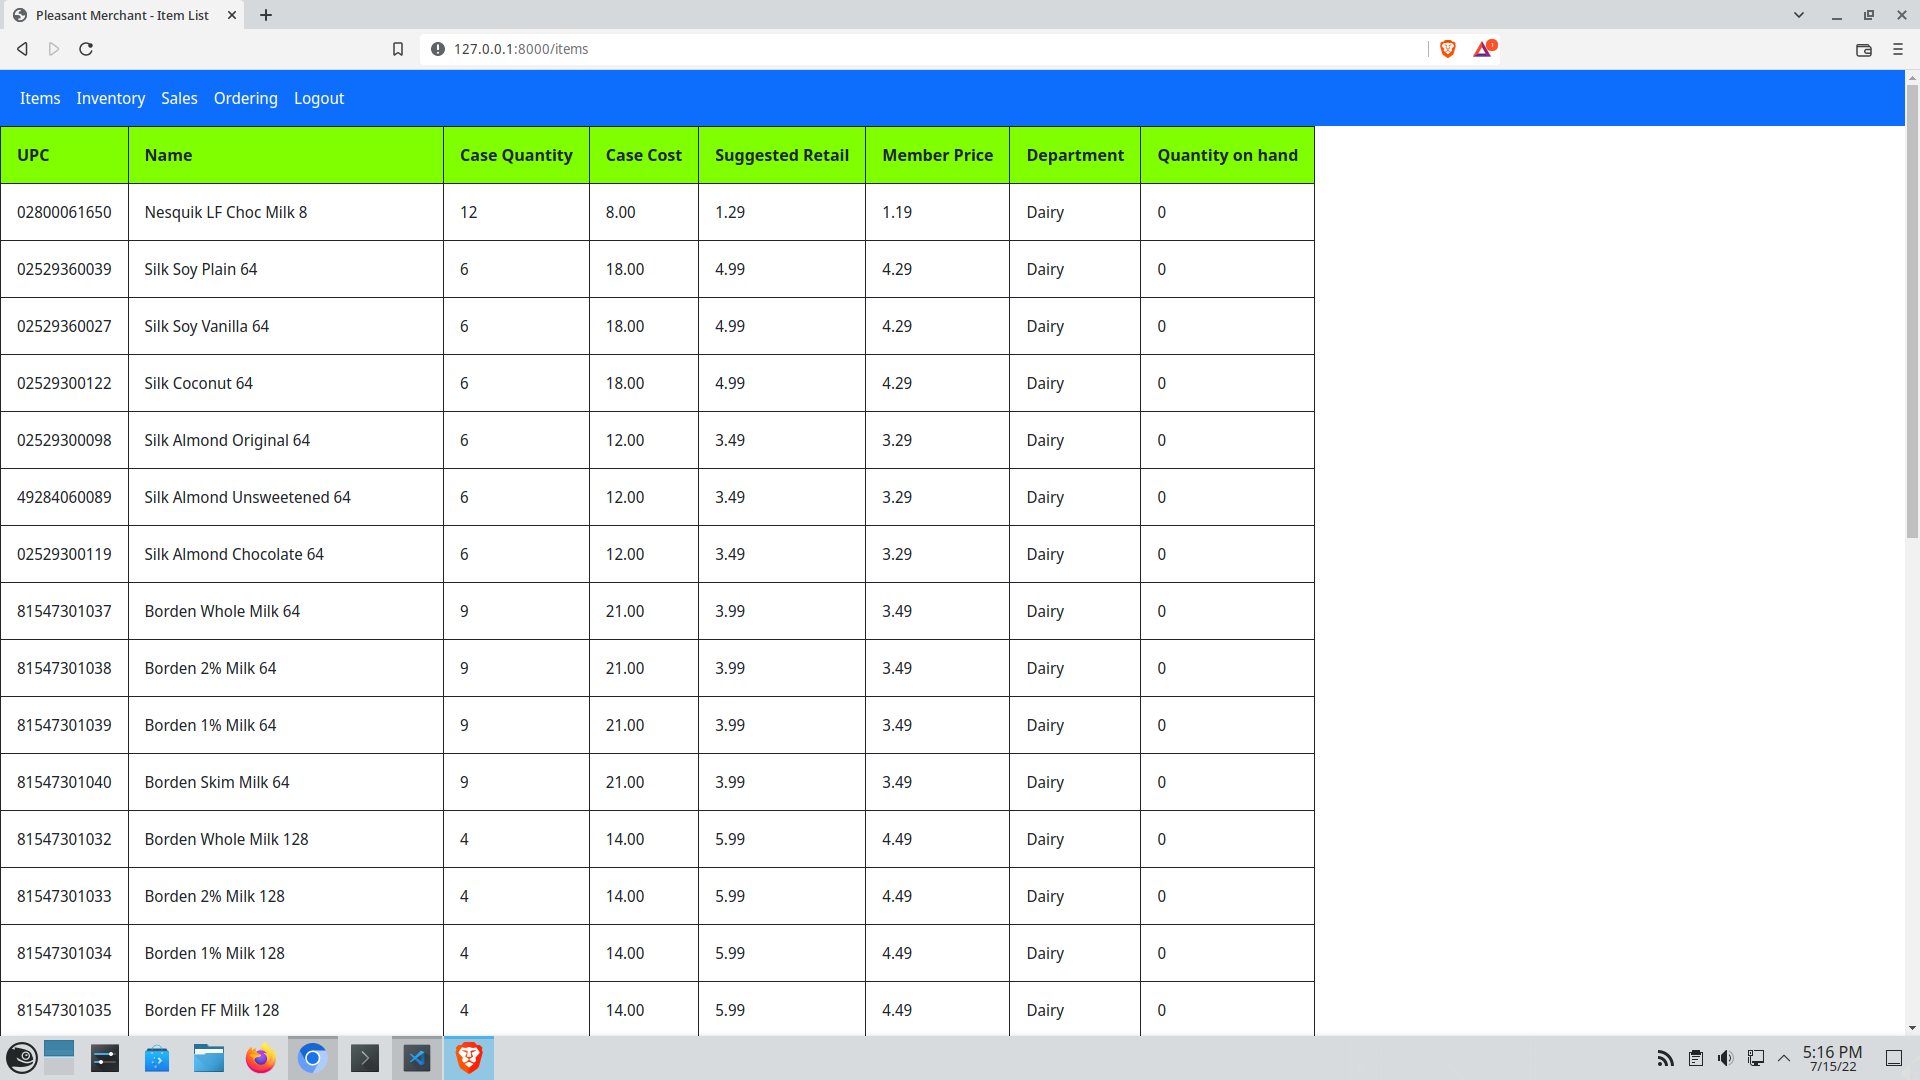 Pleasant Merchant - Item List
127.0.0.1:8000/items
1
Items Inventory Sales Ordering Logout
UPC Name Case Quantity Case Cost Suggested Retail Member Price Department Quantity on hand
02800061650 Nesquik LF Choc Milk 8 12 8.00 1.29 1.19 Dairy 0
02529360039 Silk Soy Plain 64 6 18.00 4.99 4.29 Dairy 0
02529360027 Silk Soy Vanilla 64 6 18.00 4.99 4.29 Dairy 0
02529300122 Silk Coconut 64 6 18.00 4.99 4.29 Dairy 0
02529300098 Silk Almond Original 64 6 12.00 3.49 3.29 Dairy 0
49284060089 Silk Almond Unsweetened 64 6 12.00 3.49 3.29 Dairy 0
02529300119 Silk Almond Chocolate 64 6 12.00 3.49 3.29 Dairy 0
81547301037 Borden Whole Milk 64 9 21.00 3.99 3.49 Dairy 0
81547301038 Borden 2% Milk 64 9 21.00 3.99 3.49 Dairy 0
81547301039 Borden 1% Milk 64 9 21.00 3.99 3.49 Dairy 0
81547301040 Borden Skim Milk 64 9 21.00 3.99 3.49 Dairy 0
81547301032 Borden Whole Milk 128 4 14.00 5.99 4.49 Dairy 0
81547301033 Borden 2% Milk 128 4 14.00 5.99 4.49 Dairy 0
81547301034 Borden 1% Milk 128 4 14.00 5.99 4.49 Dairy 0
81547301035 Borden FF Milk 128 4 14.00 5.99 4.49 Dairy 0
5:16 PM
7/15/22